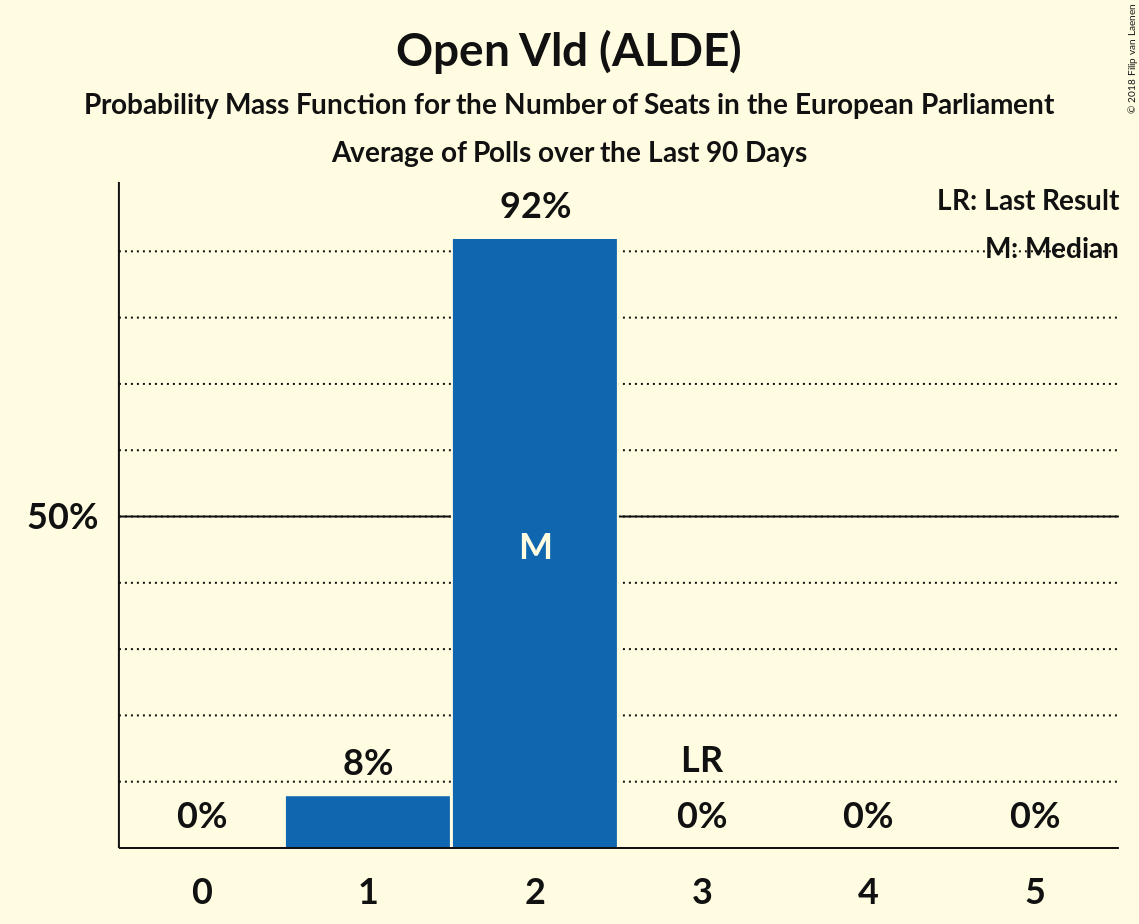 Open Vld (ALDE)
Probability Mass Function for the Number of Seats in the European Parliament
Average of Polls over the Last 90 Days
© 2018 Filip van Laenen
LR: Last Result
M: Median
92%
50%
M
8%
LR
0%
0%
0%
0%
0 1 2 3 4 5